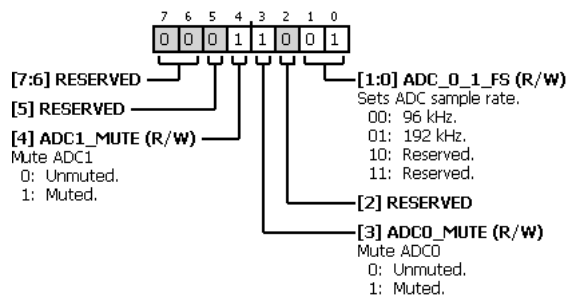 7 6 5 4 3 2 1 0
0 0 0 1 1 0 0 1
[7:6] RESERVED
[5] RESERVED
[4] ADC1_MUTE (R/W)
Mute ADC1
0: Unmuted.
1: Muted.
[1:0] ADC_0_1_FS (R/W)
Sets ADC sample rate.
00: 96 kHz.
01: 192 kHz.
10: Reserved.
11: Reserved.
[2] RESERVED
[3] ADC0_MUTE (R/W)
Mute ADC0
0: Unmuted.
1: Muted.